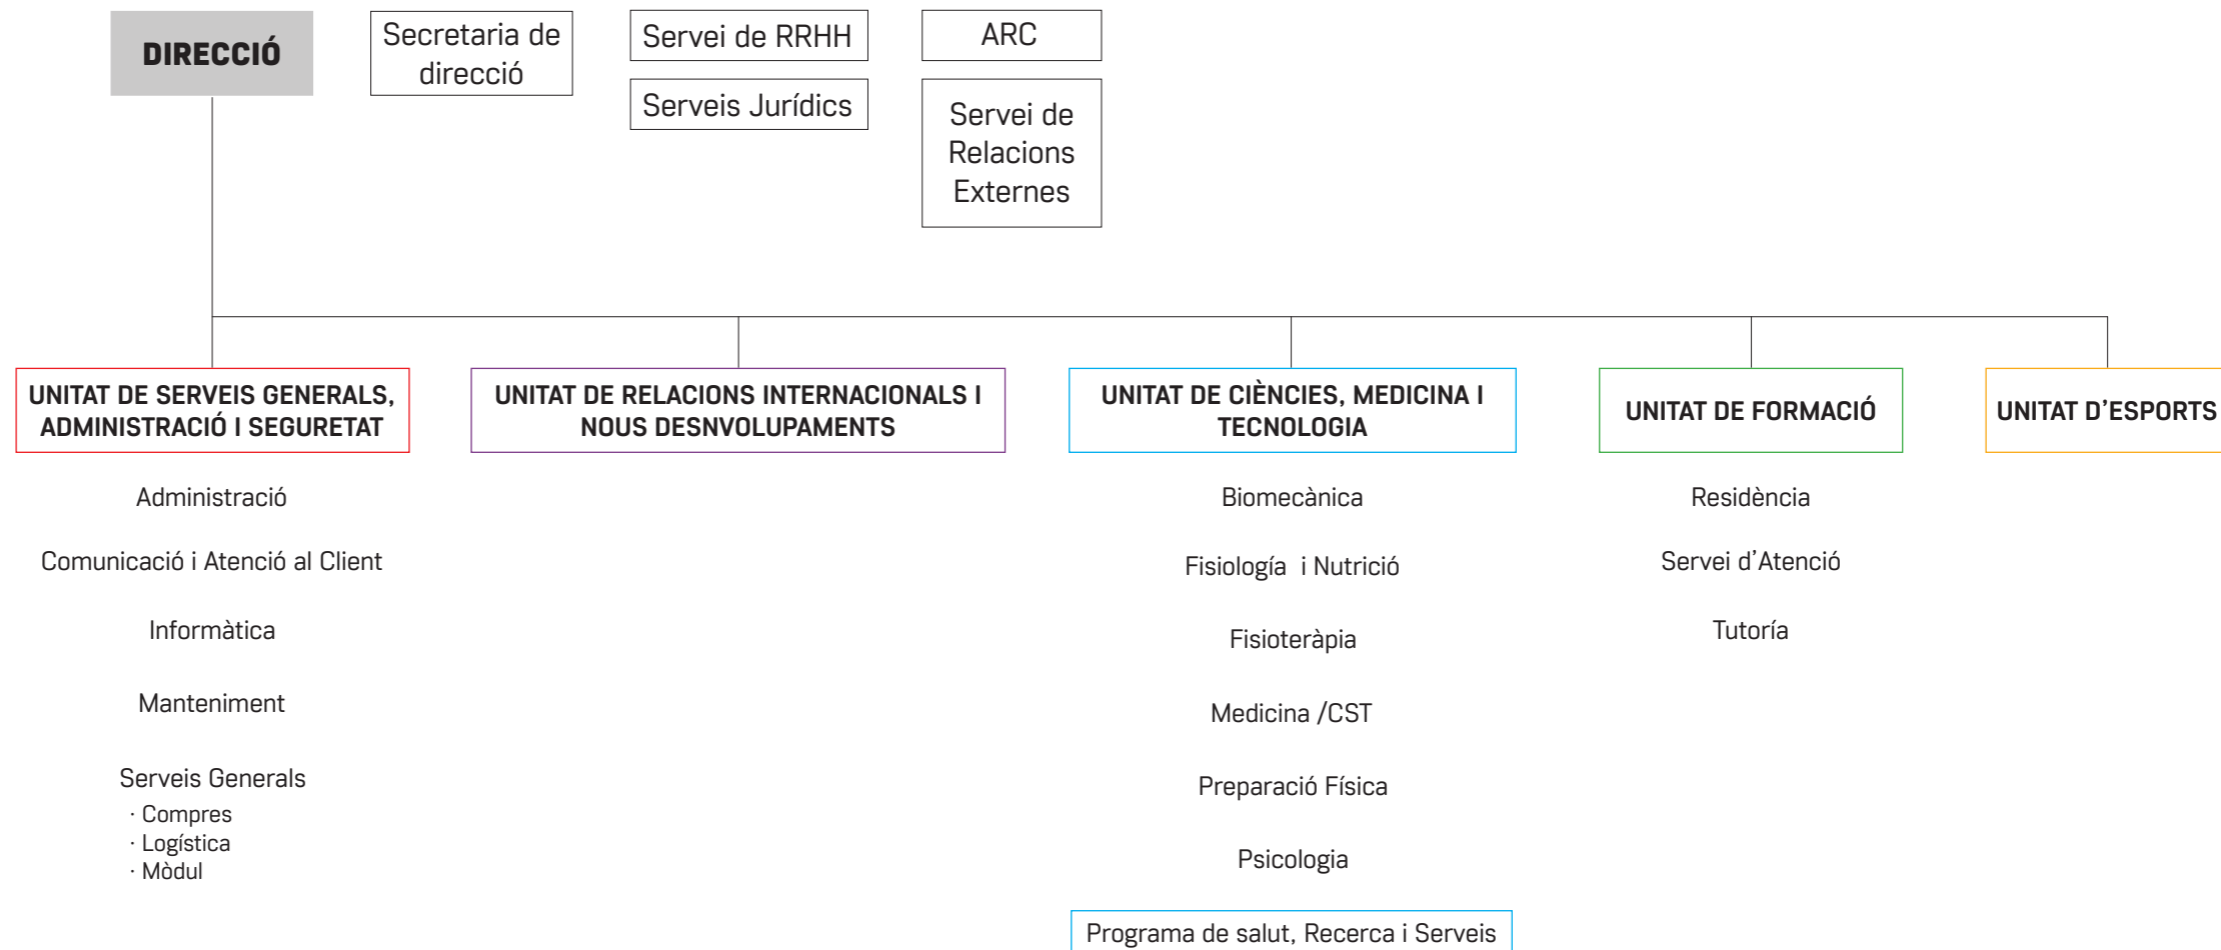 DIRECCIÓ
Secretaria de
direcció
Servei de RRHH
Serveis Jurídics
ARC
Servei de
Relacions
Externes
UNITAT DE SERVEIS GENERALS,
ADMINISTRACIÓ I SEGURETAT
Administració
Comunicació i Atenció al Client
Informàtica
Manteniment
Serveis Generals
· Compres
· Logística
· Mòdul
UNITAT DE RELACIONS INTERNACIONALS I
NOUS DESNVOLUPAMENTS
UNITAT DE CIÈNCIES, MEDICINA I
TECNOLOGIA
Biomecànica
Fisiología i Nutrició
Fisioteràpia
Medicina /CST
Preparació Física
Psicologia
Programa de salut, Recerca i Serveis
UNITAT DE FORMACIÓ
Residència
Servei d’Atenció
Tutoría
UNITAT D’ESPORTS